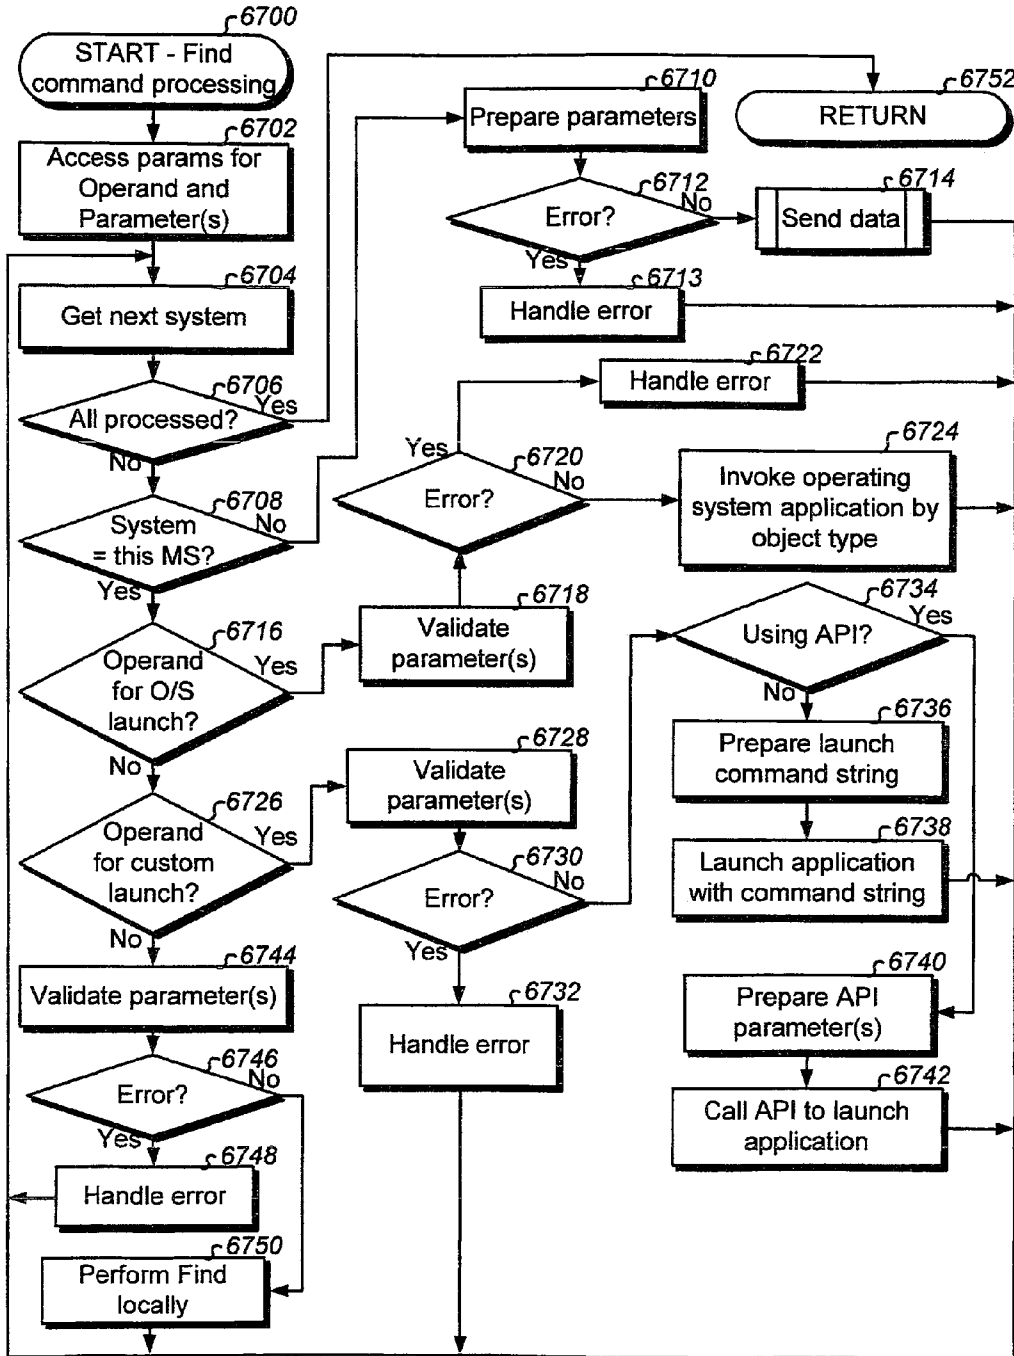 6700
START - Find
command processing
6702
Access params for
Operand and
Parameter(s)
6704
Get next system
6706
All processed?
Yes
No
6708
System
= this MS?
No
Yes
6716
Operand
for O/S
launch?
Yes
No
6726
Operand
for custom
launch?
Yes
No
6744
Validate parameter(s)
6746
Error?
No
Yes
6748
Handle error
6750
Perform Find
locally
6710
Prepare parameters
6712
Error?
No
Yes
6713
Handle error
6714
Send data
6752
RETURN
6722
Handle error
6720
Error?
Yes
No
6724
Invoke operating
system application by
object type
6718
Validate
parameter(s)
6728
Validate
parameter(s)
6730
Error?
No
Yes
6732
Handle error
6734
Using API?
Yes
No
6736
Prepare launch
command string
6738
Launch application
with command string
6740
Prepare API
parameter(s)
6742
Call API to launch
application